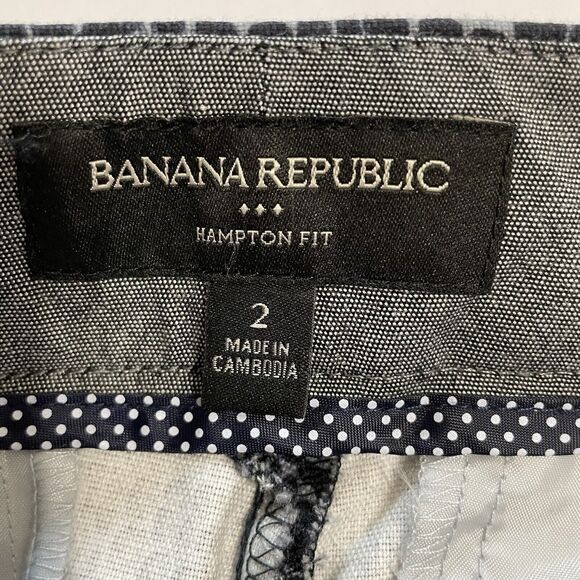 BANANA REPUBLIC
HAMPTON FIT
2
MADE IN
CAMBODIA